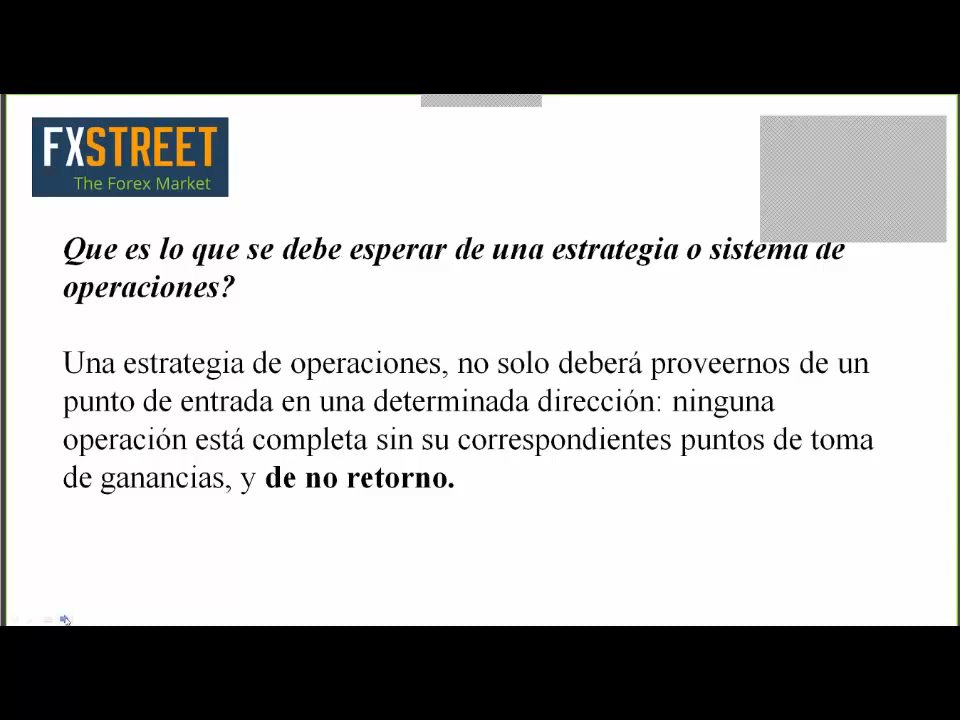 FXSTREET
The Forex Market
Que es lo que se debe esperar de una estrategia o sistema de
operaciones?
Una estrategia de operaciones, no solo deberá proveernos de un
punto de entrada en una determinada dirección: ninguna
operación está completa sin su correspondientes puntos de toma
de ganancias, y de no retorno.